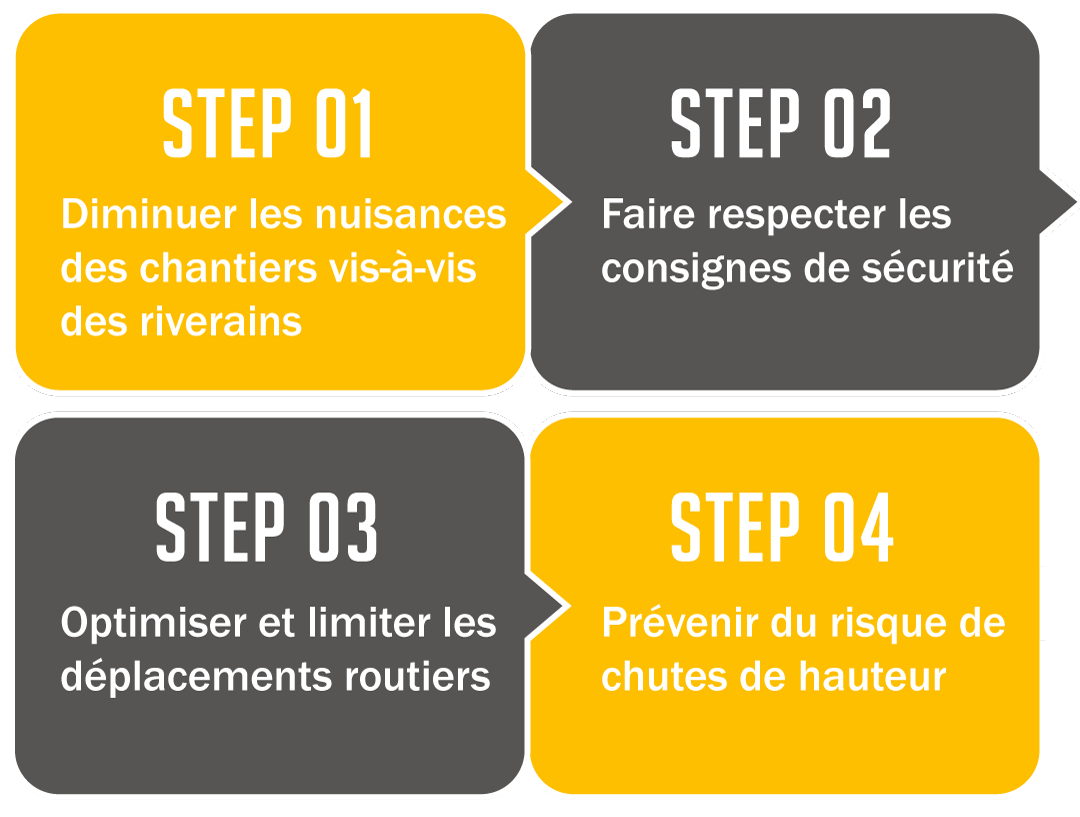 STEP 01
Diminuer les nuisances
des chantiers vis-à-vis
des riverains
STEP 02
Faire respecter les
consignes de sécurité
STEP 03
Optimiser et limiter les
déplacements routiers
STEP 04
Prévenir du risque de
chutes de hauteur